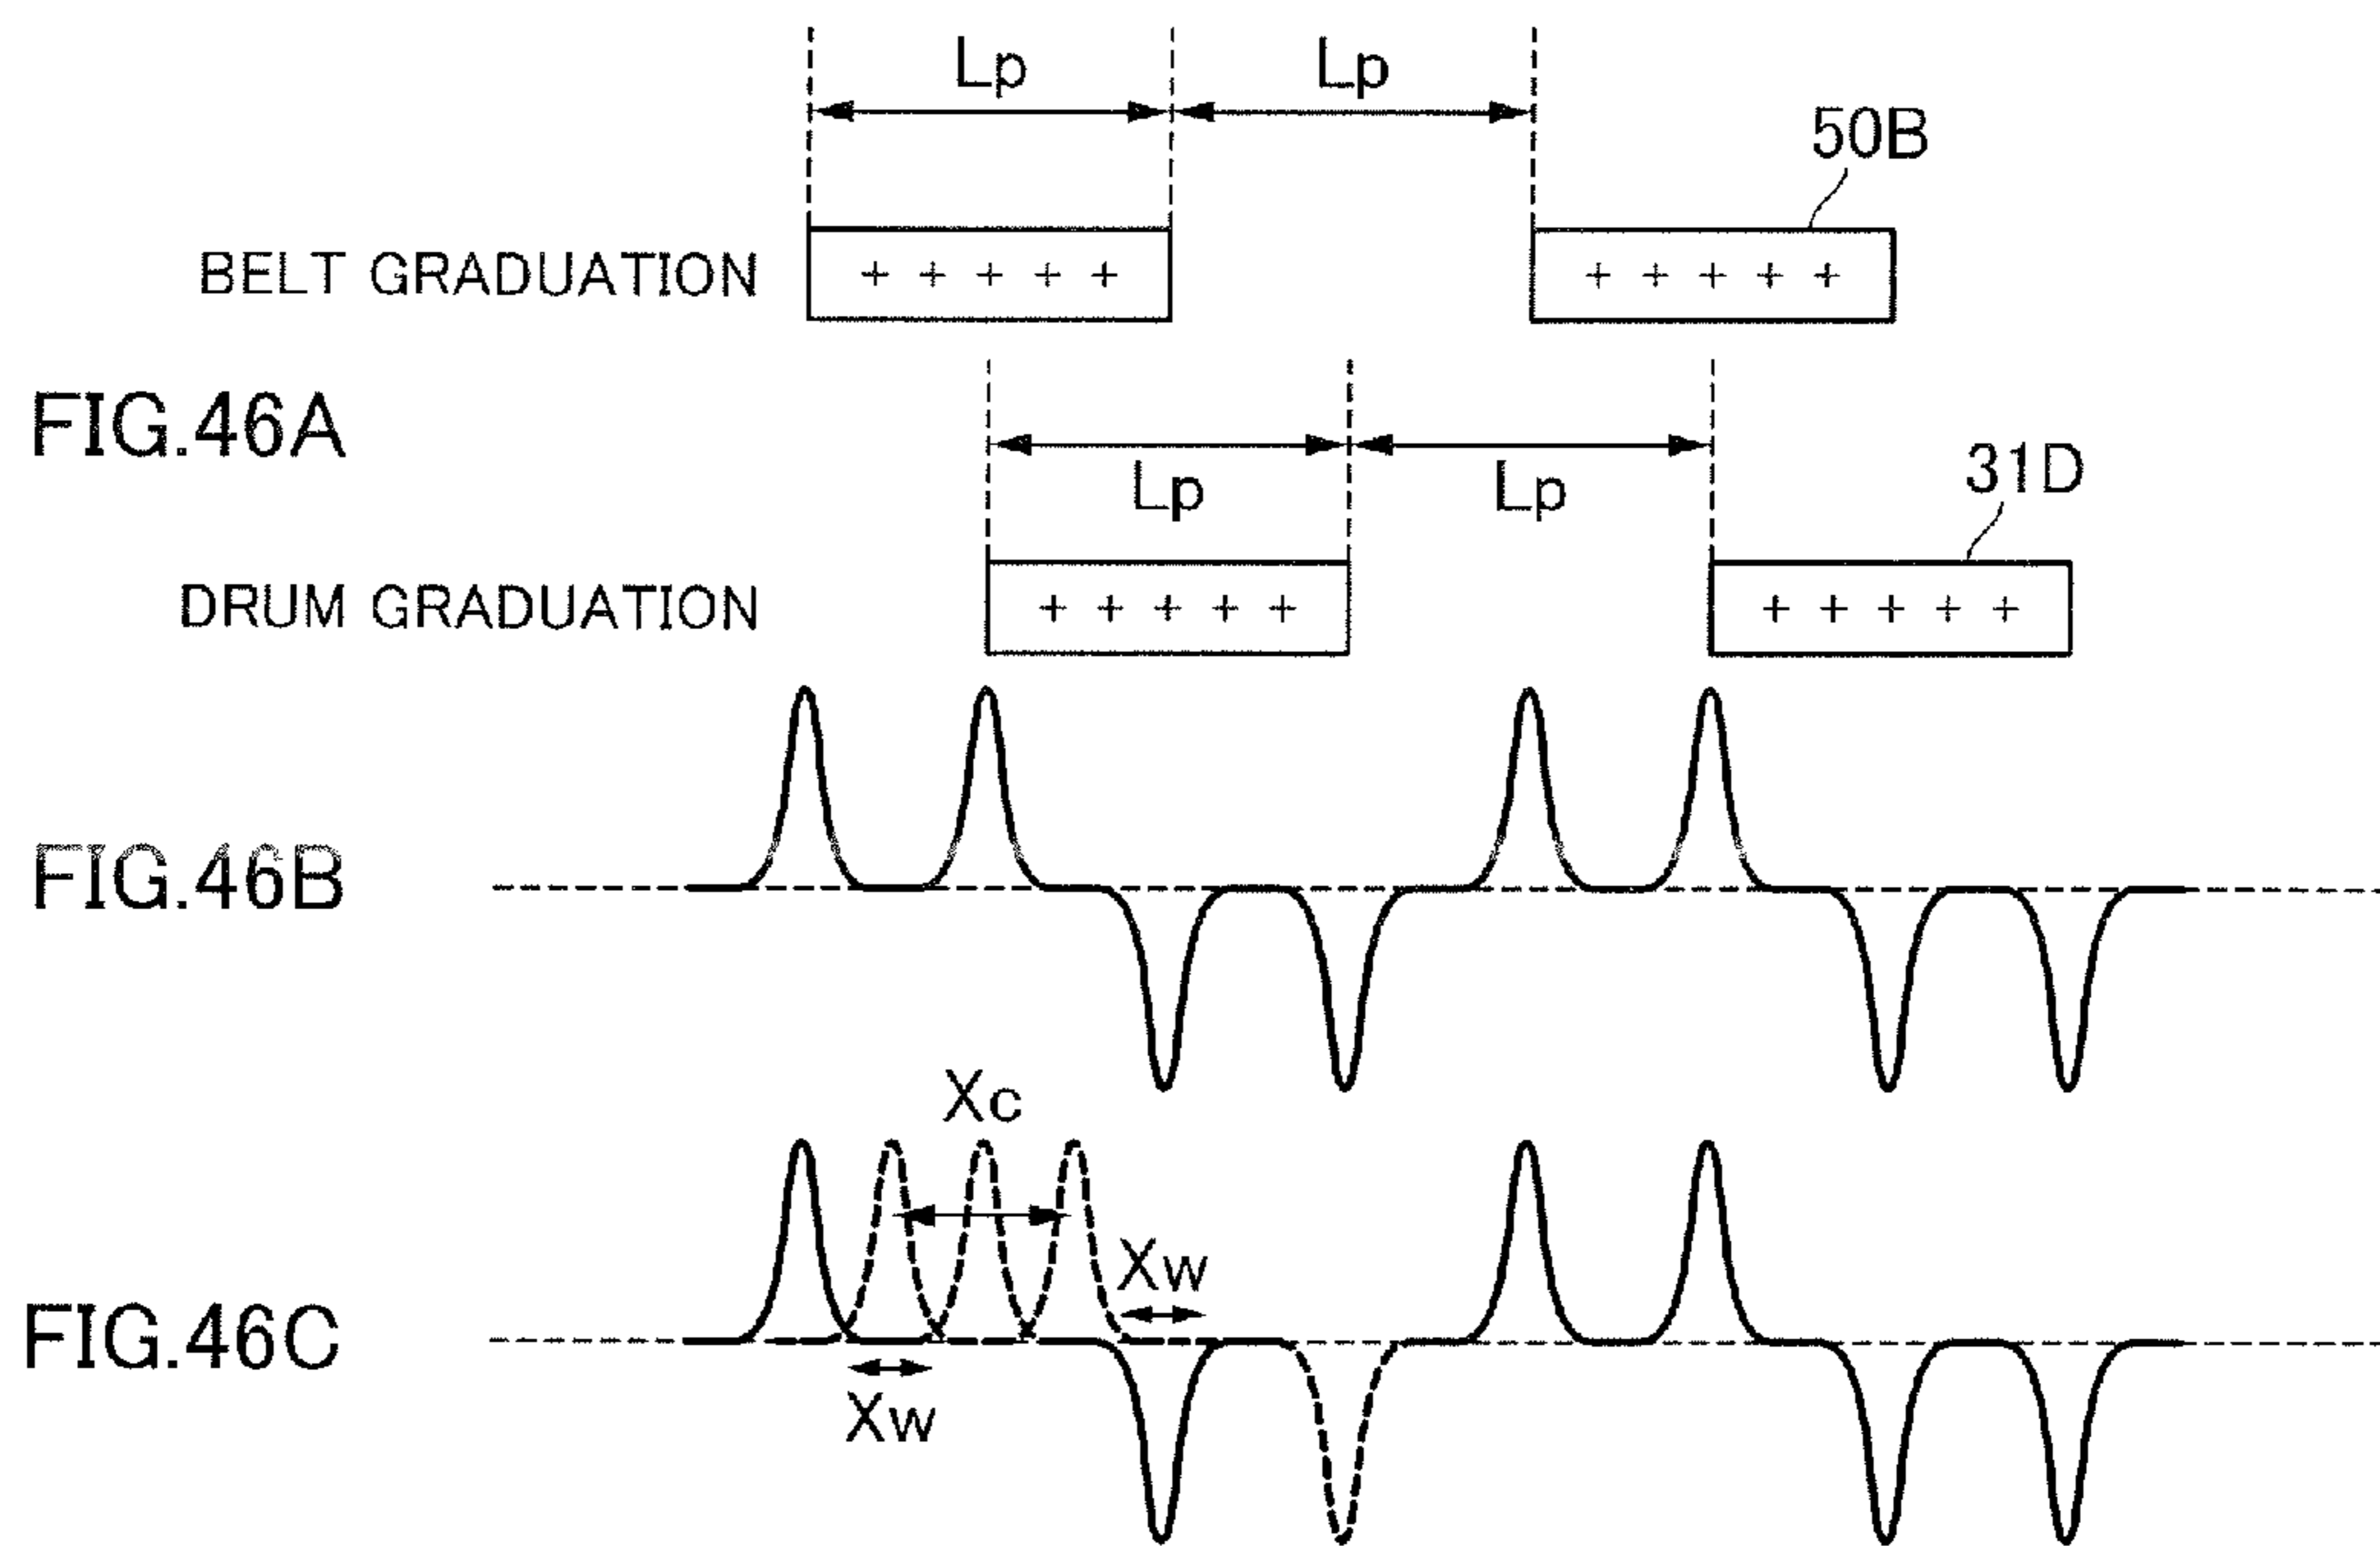 Lp Lp
50B
BELT GRADUATION + + + + + + + + + +
FIG.46A
Lp Lp
31D
DRUM GRADUATION + + + + + + + + + +
FIG.46B
Xc
Xw
FIG.46C
Xw